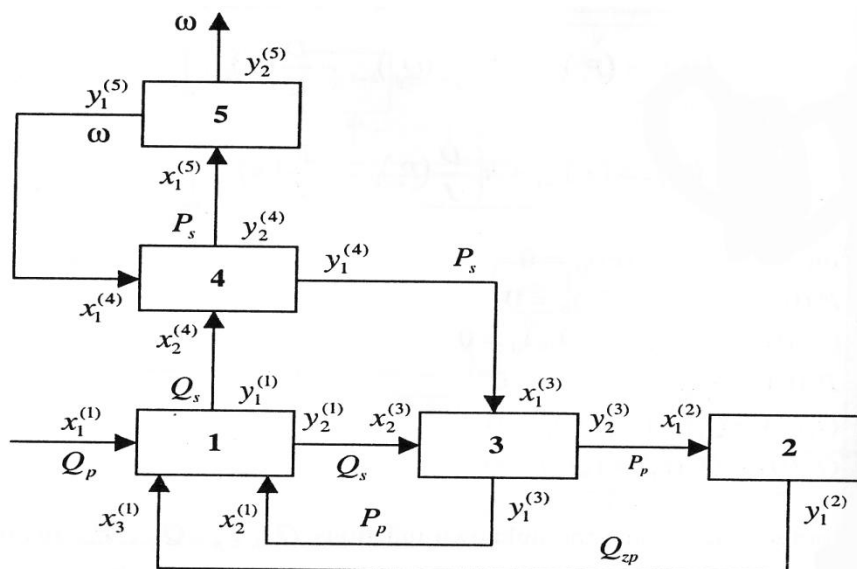 ω
y₁⁽⁵⁾ y₂⁽⁵⁾
ω 5
x₁⁽⁵⁾
Pₛ y₂⁽⁴⁾
4 y₁⁽⁴⁾ Pₛ
x₁⁽⁴⁾
x₂⁽⁴⁾
Qₛ y₁⁽¹⁾ x₁⁽³⁾
x₁⁽¹⁾ y₂⁽¹⁾ x₂⁽³⁾ y₂⁽³⁾ x₁⁽²⁾
1 3 2
Qₚ Qₛ Pₚ
x₃⁽¹⁾ x₂⁽¹⁾ Pₚ y₁⁽³⁾ y₁⁽²⁾
Q_zp